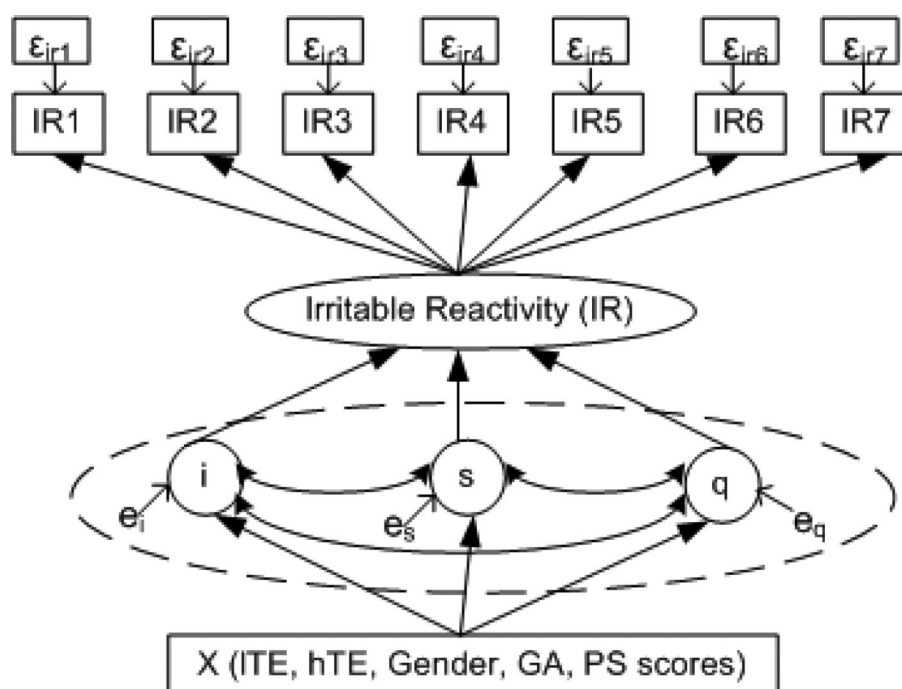 εir1 εir2 εir3 εir4 εir5 εir6 εir7
IR1 IR2 IR3 IR4 IR5 IR6 IR7
Irritable Reactivity (IR)
i s q
ei es eq
X (ITE, hTE, Gender, GA, PS scores)